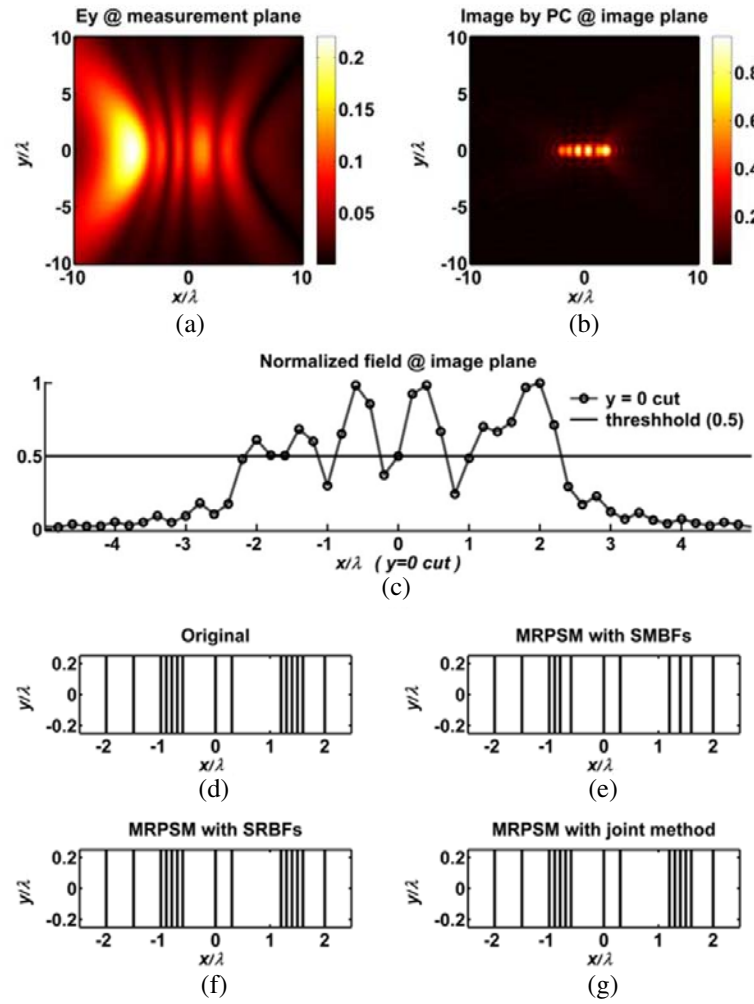 Ey @ measurement plane
Image by PC @ image plane
10
5
0
-5
-10
y/λ
-10
0
10
x/λ
0.2
0.15
0.1
0.05
10
5
0
-5
-10
y/λ
-10
0
10
x/λ
0.8
0.6
0.4
0.2
(a)
(b)
Normalized field @ image plane
1
0.5
0
y = 0 cut
threshhold (0.5)
-4 -3 -2 -1 0 1 2 3 4
x/λ ( y=0 cut )
(c)
Original
MRPSM with SMBFs
0.2
0
-0.2
y/λ
-2 -1 0 1 2
x/λ
0.2
0
-0.2
y/λ
-2 -1 0 1 2
x/λ
(d)
(e)
MRPSM with SRBFs
MRPSM with joint method
0.2
0
-0.2
y/λ
-2 -1 0 1 2
x/λ
0.2
0
-0.2
y/λ
-2 -1 0 1 2
x/λ
(f)
(g)